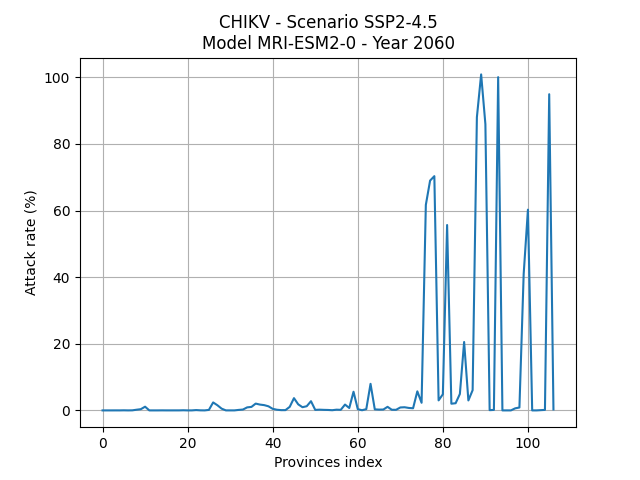 CHIKV - Scenario SSP2-4.5
Model MRI-ESM2-0 - Year 2060
100
80
60
40
20
0
Attack rate (%)
0 20 40 60 80 100
Provinces index